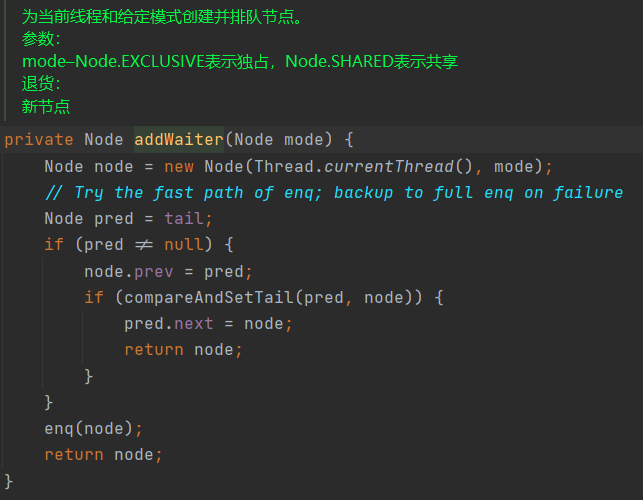 为当前线程和给定模式创建并排队节点。
参数：
mode–Node.EXCLUSIVE表示独占，Node.SHARED表示共享
退货：
新节点
private Node addWaiter(Node mode) {
    Node node = new Node(Thread.currentThread(), mode);
    // Try the fast path of enq; backup to full enq on failure
    Node pred = tail;
    if (pred ≠ null) {
        node.prev = pred;
        if (compareAndSetTail(pred, node)) {
            pred.next = node;
            return node;
        }
    }
    enq(node);
    return node;
}